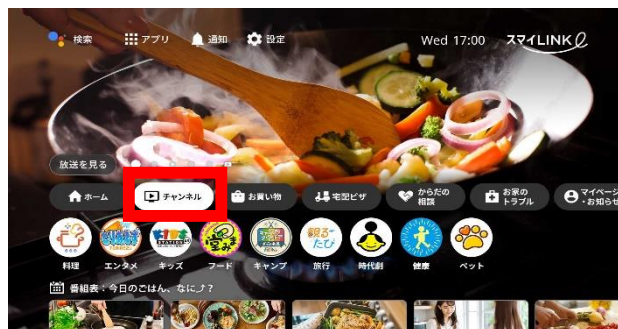 検索
アプリ
通知
設定
Wed 17:00
スマイLINK
放送を見る
ホーム
チャンネル
お買い物
宅配ピザ
からだの
相談
お家の
トラブル
マイページ
・お知らせ
料理
エンタメ
キッズ
フード
キャンプ
旅行
時代劇
健康
ペット
番組表：今日のごはん、なにょ？